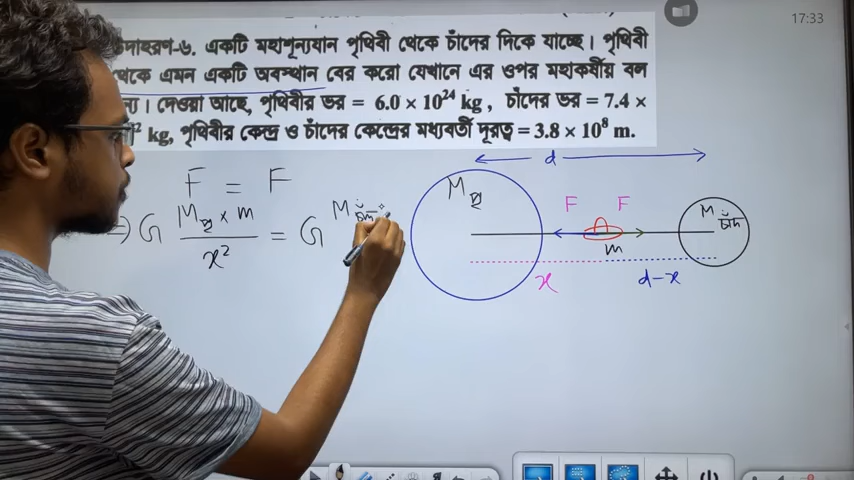 17:33
উদাহরণ-৬. একটি মহাশূন্যযান পৃথিবী থেকে চাঁদের দিকে যাচ্ছে। পৃথিবী
থেকে এমন একটি অবস্থান বের করো যেখানে এর ওপর মহাকর্ষীয় বল
ন্য। দেওয়া আছে, পৃথিবীর ভর = 6.0 × 10²⁴ kg, চাঁদের ভর = 7.4 ×
² kg, পৃথিবীর কেন্দ্র ও চাঁদের কেন্দ্রের মধ্যবর্তী দূরত্ব = 3.8 × 10⁸ m.
d
F = F
⇒ G M পৃ × m / x² = G M চাঁদ
M পৃ
F F
M চাঁদ
m
x d-x